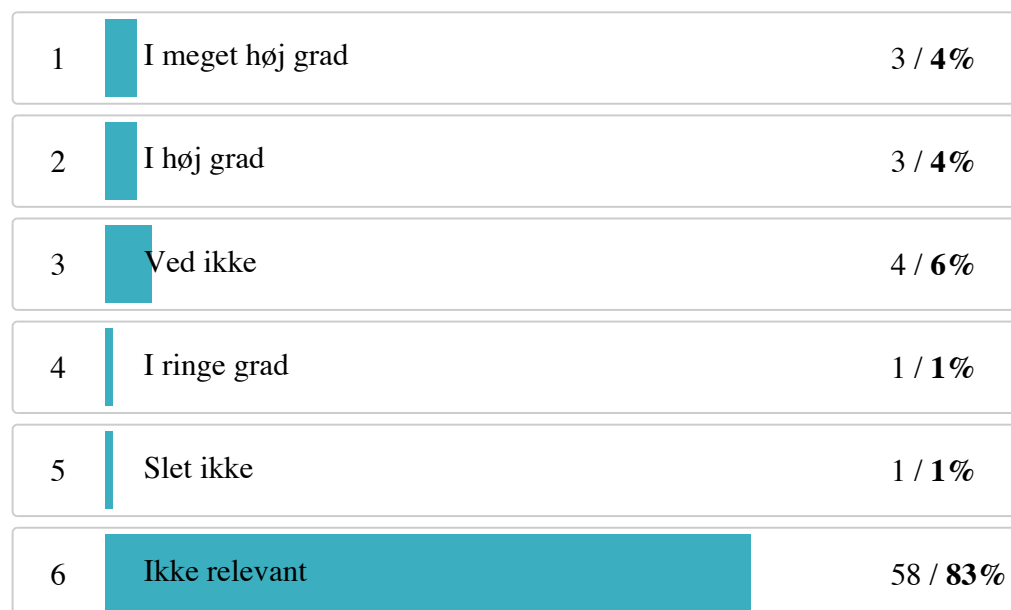 1 I meget høj grad 3 / 4%
2 I høj grad 3 / 4%
3 Ved ikke 4 / 6%
4 I ringe grad 1 / 1%
5 Slet ikke 1 / 1%
6 Ikke relevant 58 / 83%